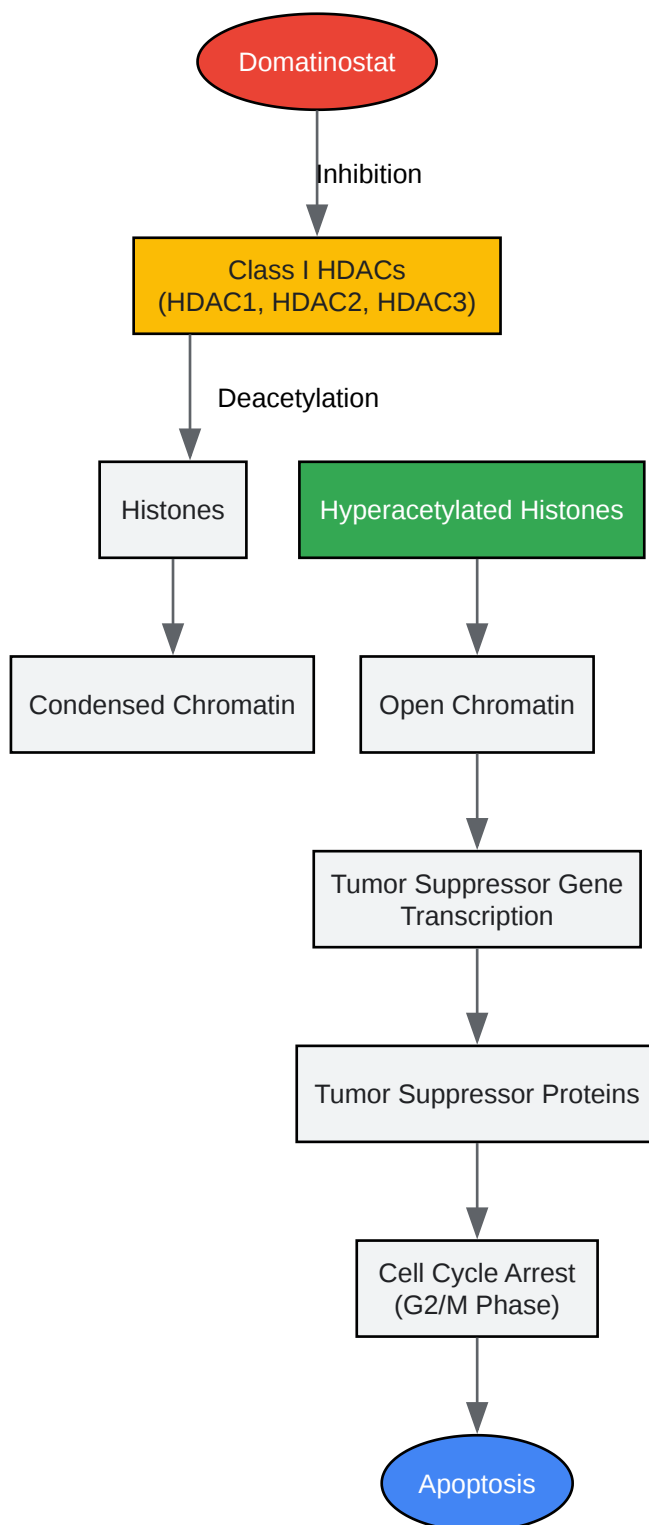 Domatinostat
Inhibition
Class I HDACs
(HDAC1, HDAC2, HDAC3)
Deacetylation
Histones
Hyperacetylated Histones
Condensed Chromatin
Open Chromatin
Tumor Suppressor Gene
Transcription
Tumor Suppressor Proteins
Cell Cycle Arrest
(G2/M Phase)
Apoptosis